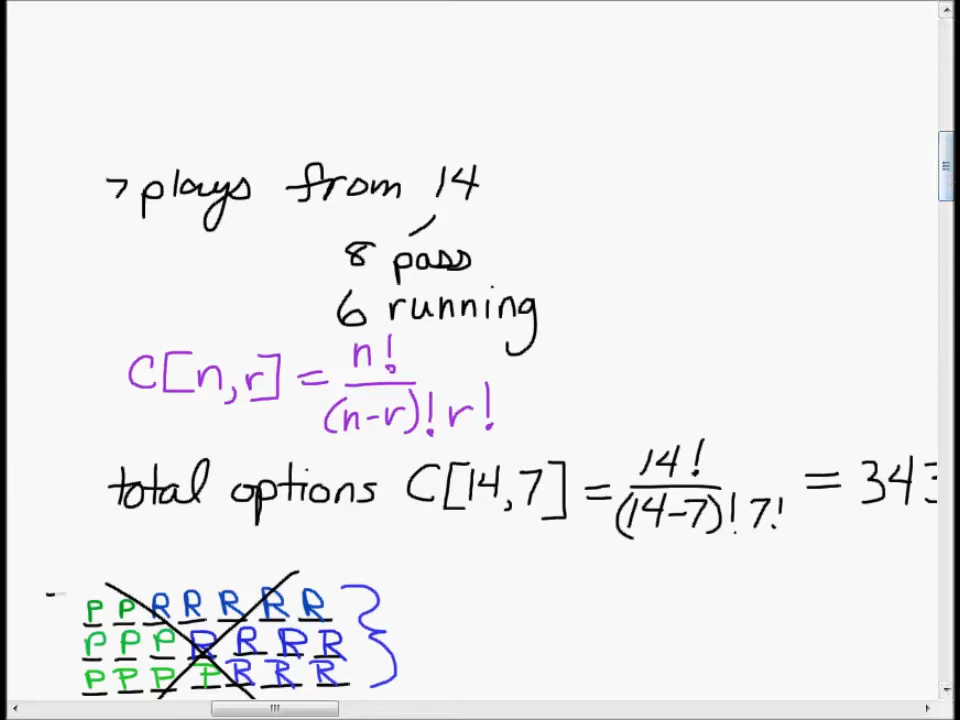 7 plays from 14
8 pass
6 running
C[n,r] = n! / (n-r)! r!
total options C[14,7] = 14! / (14-7)! 7! = 343
P P R R R R R
P P P R R R R
P P P P R R R